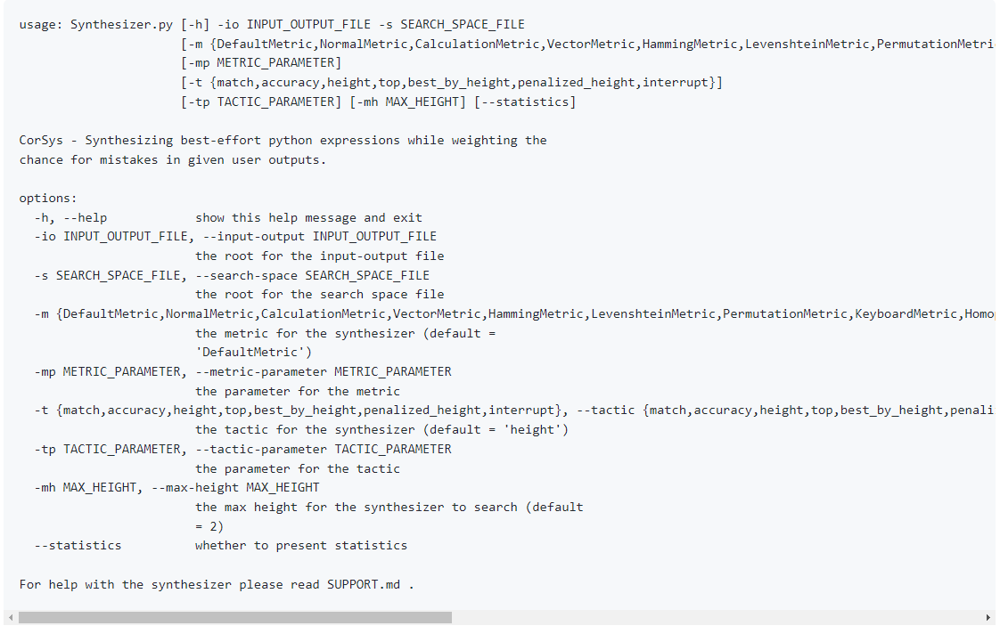 usage: Synthesizer.py [-h] -io INPUT_OUTPUT_FILE -s SEARCH_SPACE_FILE
[-m {DefaultMetric,NormalMetric,CalculationMetric,VectorMetric,HammingMetric,LevenshteinMetric,PermutationMetri
[-mp METRIC_PARAMETER]
[-t {match,accuracy,height,top,best_by_height,penalized_height,interrupt}]
[-tp TACTIC_PARAMETER] [-mh MAX_HEIGHT] [--statistics]
CorSys - Synthesizing best-effort python expressions while weighting the
chance for mistakes in given user outputs.
options:
-h, --help show this help message and exit
-io INPUT_OUTPUT_FILE, --input-output INPUT_OUTPUT_FILE
the root for the input-output file
-s SEARCH_SPACE_FILE, --search-space SEARCH_SPACE_FILE
the root for the search space file
-m {DefaultMetric,NormalMetric,CalculationMetric,VectorMetric,HammingMetric,LevenshteinMetric,PermutationMetric,KeyboardMetric,Homo
the metric for the synthesizer (default =
'DefaultMetric')
-mp METRIC_PARAMETER, --metric-parameter METRIC_PARAMETER
the parameter for the metric
-t {match,accuracy,height,top,best_by_height,penalized_height,interrupt}, --tactic {match,accuracy,height,top,best_by_height,penali
the tactic for the synthesizer (default = 'height')
-tp TACTIC_PARAMETER, --tactic-parameter TACTIC_PARAMETER
the parameter for the tactic
-mh MAX_HEIGHT, --max-height MAX_HEIGHT
the max height for the synthesizer to search (default
= 2)
--statistics whether to present statistics
For help with the synthesizer please read SUPPORT.md .